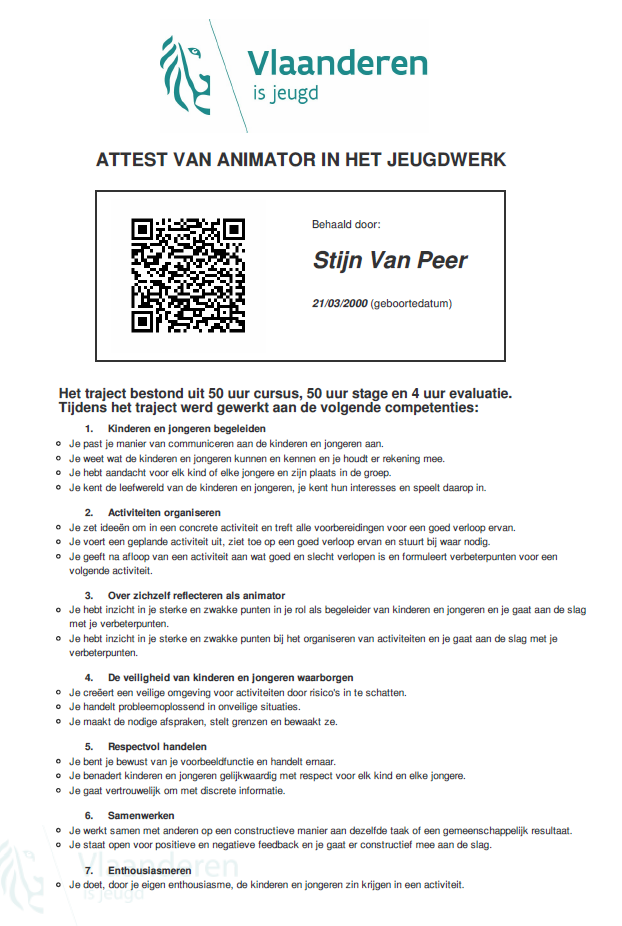 Vlaanderen
is jeugd
ATTEST VAN ANIMATOR IN HET JEUGDWERK
Behaald door:
Stijn Van Peer
21/03/2000 (geboortedatum)
Het traject bestond uit 50 uur cursus, 50 uur stage en 4 uur evaluatie.
Tijdens het traject werd gewerkt aan de volgende competenties:
1. Kinderen en jongeren begeleiden
Je past je manier van communiceren aan de kinderen en jongeren aan.
Je weet wat de kinderen en jongeren kunnen en kennen en je houdt er rekening mee.
Je hebt aandacht voor elk kind of elke jongere en zijn plaats in de groep.
Je kent de leefwereld van de kinderen en jongeren, je kent hun interesses en speelt daarop in.
2. Activiteiten organiseren
Je zet ideeën om in een concrete activiteit en treft alle voorbereidingen voor een goed verloop ervan.
Je voert een geplande activiteit uit, ziet toe op een goed verloop ervan en stuurt bij waar nodig.
Je geeft na afloop van een activiteit aan wat goed en slecht verlopen is en formuleert verbeterpunten voor een
volgende activiteit.
3. Over zichzelf reflecteren als animator
Je hebt inzicht in je sterke en zwakke punten in je rol als begeleider van kinderen en jongeren en je gaat aan de slag
met je verbeterpunten.
Je hebt inzicht in je sterke en zwakke punten bij het organiseren van activiteiten en je gaat aan de slag met je
verbeterpunten.
4. De veiligheid van kinderen en jongeren waarborgen
Je creëert een veilige omgeving voor activiteiten door risico's in te schatten.
Je handelt probleemoplossend in onveilige situaties.
Je maakt de nodige afspraken, stelt grenzen en bewaakt ze.
5. Respectvol handelen
Je bent je bewust van je voorbeeldfunctie en handelt ernaar.
Je benadert kinderen en jongeren gelijkwaardig met respect voor elk kind en elke jongere.
Je gaat vertrouwelijk om met discrete informatie.
6. Samenwerken
Je werkt samen met anderen op een constructieve manier aan dezelfde taak of een gemeenschappelijk resultaat.
Je staat open voor positieve en negatieve feedback en je gaat er constructief mee aan de slag.
Vlaanderen
7. Enthousiasmeren
Je doet, door je eigen enthousiasme, de kinderen en jongeren zin krijgen in een activiteit.
is jeugd